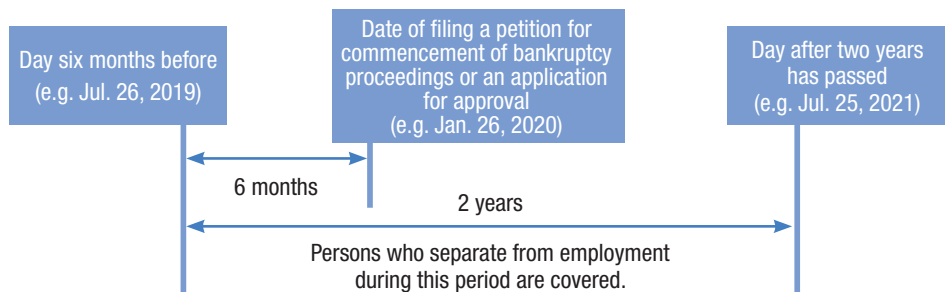 Day six months before
(e.g. Jul. 26, 2019)
Date of filing a petition for
commencement of bankruptcy
proceedings or an application
for approval
(e.g. Jan. 26, 2020)
Day after two years
has passed
(e.g. Jul. 25, 2021)
6 months
2 years
Persons who separate from employment
during this period are covered.